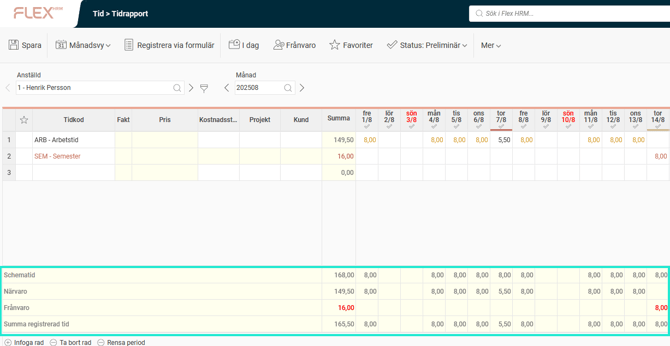 FLEX HRM
Tid > Tidrapport
Sök i Flex HRM...
Spara
31 Månadsvy
Registrera via formulär
I dag
Frånvaro
Favoriter
Status: Preliminär
Mer
Anställd
Månad
1 - Henrik Persson
202508
Tidkod Fakt Pris Kostnadsst... Projekt Kund Summa fre 1/8 lör 2/8 sön 3/8 mån 4/8 tis 5/8 ons 6/8 tor 7/8 fre 8/8 lör 9/8 sön 10/8 mån 11/8 tis 12/8 ons 13/8 tor 14/8
1 ARB - Arbetstid 149,50 8,00 8,00 8,00 8,00 5,50 8,00 8,00 8,00 8,00
2 SEM - Semester 16,00 8,00
3 0,00
Schematid 168,00 8,00 8,00 8,00 8,00 8,00 8,00 8,00 8,00 8,00 8,00
Närvaro 149,50 8,00 8,00 8,00 8,00 5,50 8,00 8,00 8,00 8,00
Frånvaro 16,00 8,00
Summa registrerad tid 165,50 8,00 8,00 8,00 8,00 5,50 8,00 8,00 8,00 8,00 8,00
Infoga rad
Ta bort rad
Rensa period